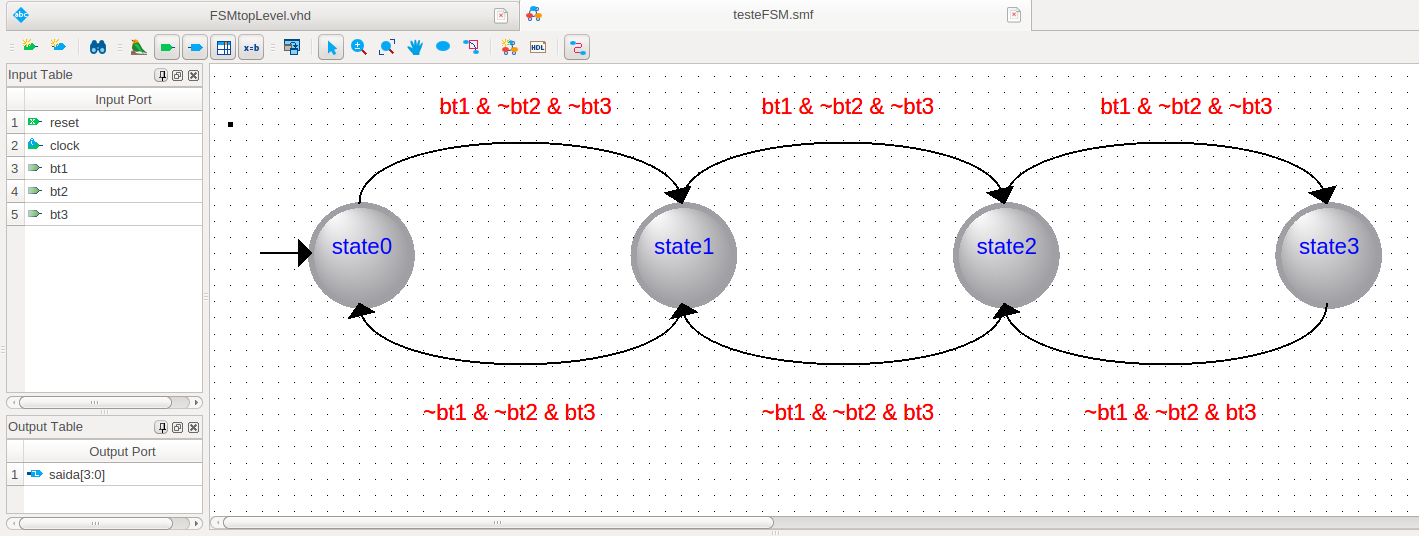 abc FSMtopLevel.vhd testeFSM.smf
x=b HDL
Input Table
Input Port
1 reset
2 clock
3 bt1
4 bt2
5 bt3
Output Table
Output Port
1 saida[3:0]
bt1 & ~bt2 & ~bt3 bt1 & ~bt2 & ~bt3 bt1 & ~bt2 & ~bt3
state0 state1 state2 state3
~bt1 & ~bt2 & bt3 ~bt1 & ~bt2 & bt3 ~bt1 & ~bt2 & bt3